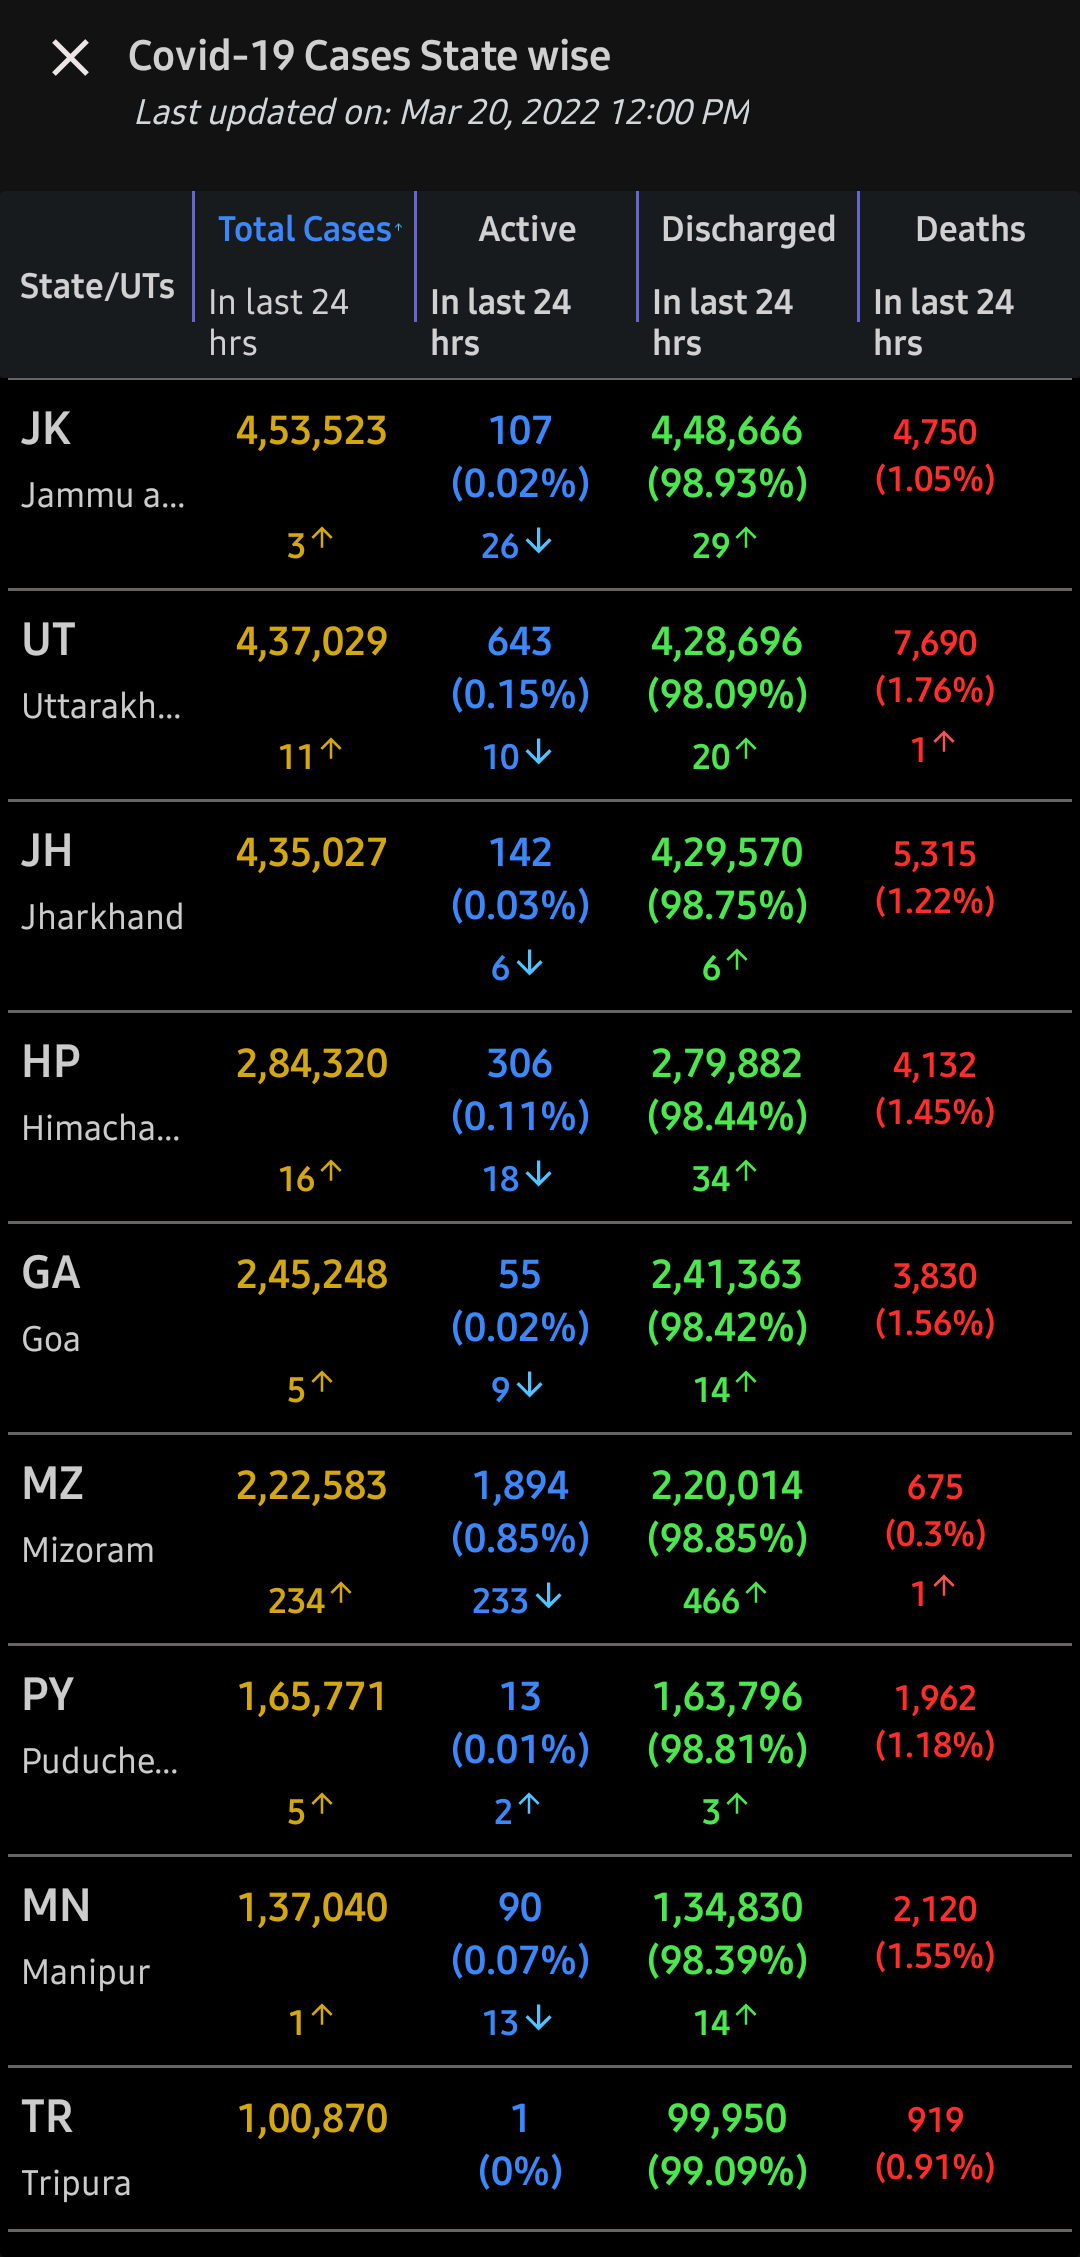 Covid-19 Cases State wise
Last updated on: Mar 20, 2022 12:00 PM
State/UTs Total Cases↑ Active Discharged Deaths
In last 24 hrs In last 24 hrs In last 24 hrs In last 24 hrs
JK 4,53,523 107 4,48,666 4,750
Jammu a... (0.02%) (98.93%) (1.05%)
3↑ 26↓ 29↑
UT 4,37,029 643 4,28,696 7,690
Uttarakh... (0.15%) (98.09%) (1.76%)
11↑ 10↓ 20↑ 1↑
JH 4,35,027 142 4,29,570 5,315
Jharkhand (0.03%) (98.75%) (1.22%)
6↓ 6↑
HP 2,84,320 306 2,79,882 4,132
Himacha... (0.11%) (98.44%) (1.45%)
16↑ 18↓ 34↑
GA 2,45,248 55 2,41,363 3,830
Goa (0.02%) (98.42%) (1.56%)
5↑ 9↓ 14↑
MZ 2,22,583 1,894 2,20,014 675
Mizoram (0.85%) (98.85%) (0.3%)
234↑ 233↓ 466↑ 1↑
PY 1,65,771 13 1,63,796 1,962
Puduche... (0.01%) (98.81%) (1.18%)
5↑ 2↑ 3↑
MN 1,37,040 90 1,34,830 2,120
Manipur (0.07%) (98.39%) (1.55%)
1↑ 13↓ 14↑
TR 1,00,870 1 99,950 919
Tripura (0%) (99.09%) (0.91%)